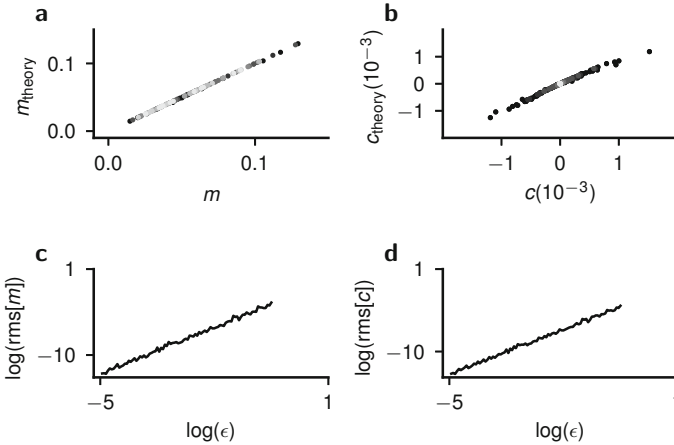 a
m_theory
0.1
0.0
0.0
0.1
m
b
c_theory(10⁻³)
1
0
−1
−1
0
1
c(10⁻³)
c
log(rms[m])
1
−10
−5
1
log(ϵ)
d
log(rms[c])
1
−10
−5
1
log(ϵ)